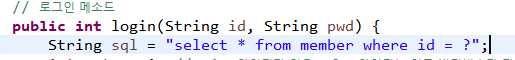 // 로그인 메소드
public int login(String id, String pwd) {
String sql = "select * from member where id = ?";